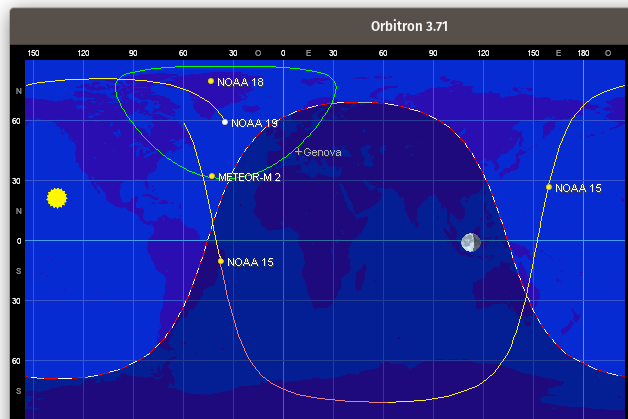 Orbitron 3.71
150 120 90 60 30 O 0 E 30 60 90 120 150 E O
N
NOAA 18
60
NOAA 19
Genova
30
METEOR-M 2
NOAA 15
N
0
NOAA 15
S
30
60
S